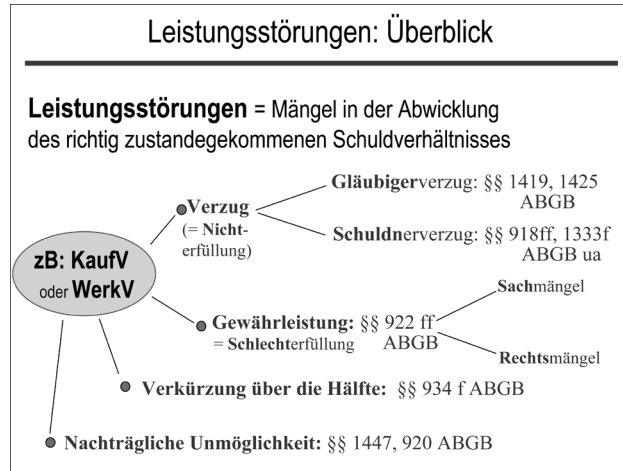 Leistungsstörungen: Überblick
Leistungsstörungen = Mängel in der Abwicklung
des richtig zustandegekommenen Schuldverhältnisses
Gläubigerverzug: §§ 1419, 1425
ABGB
Verzug
(= Nicht-
erfüllung)
Schuldnerverzug: §§ 918ff, 1333f
ABGB ua
zB: KaufV
oder WerkV
Sachmängel
Gewährleistung: §§ 922 ff
= Schlechterfüllung ABGB
Rechtsmängel
Verkürzung über die Hälfte: §§ 934 f ABGB
Nachträgliche Unmöglichkeit: §§ 1447, 920 ABGB